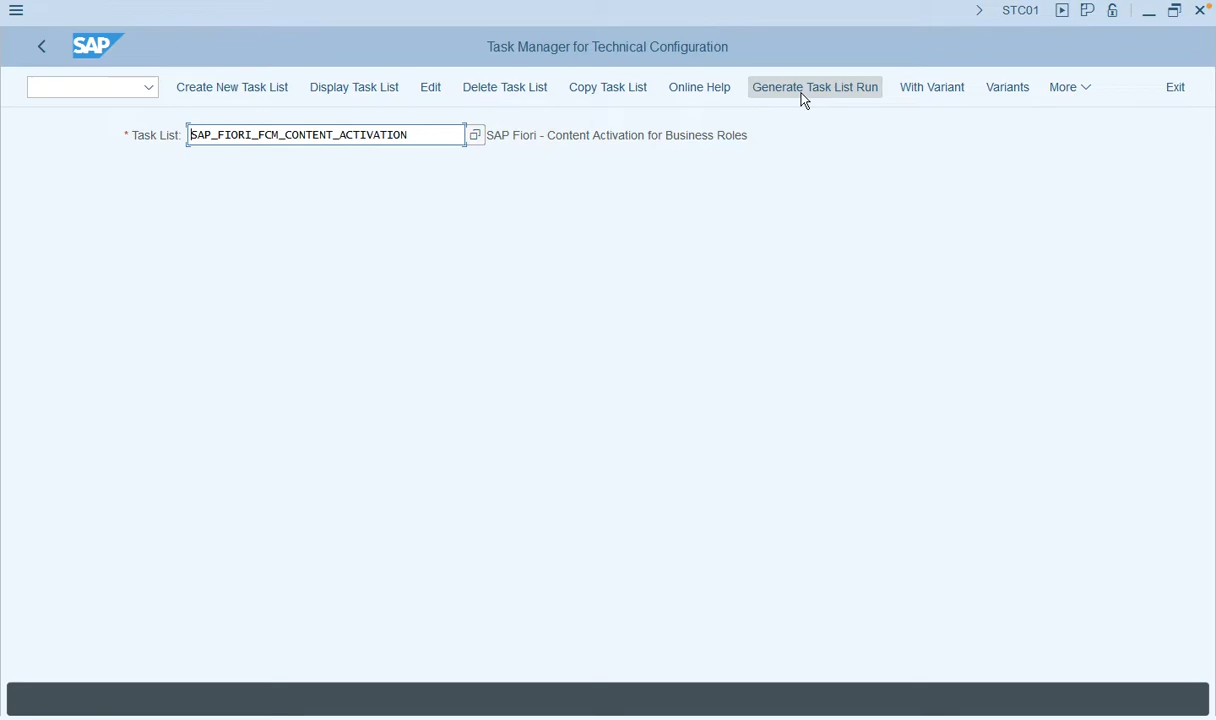 STC01
SAP Task Manager for Technical Configuration
Create New Task List Display Task List Edit Delete Task List Copy Task List Online Help Generate Task List Run With Variant Variants More Exit
* Task List: SAP_FIORI_FCM_CONTENT_ACTIVATION SAP Fiori - Content Activation for Business Roles